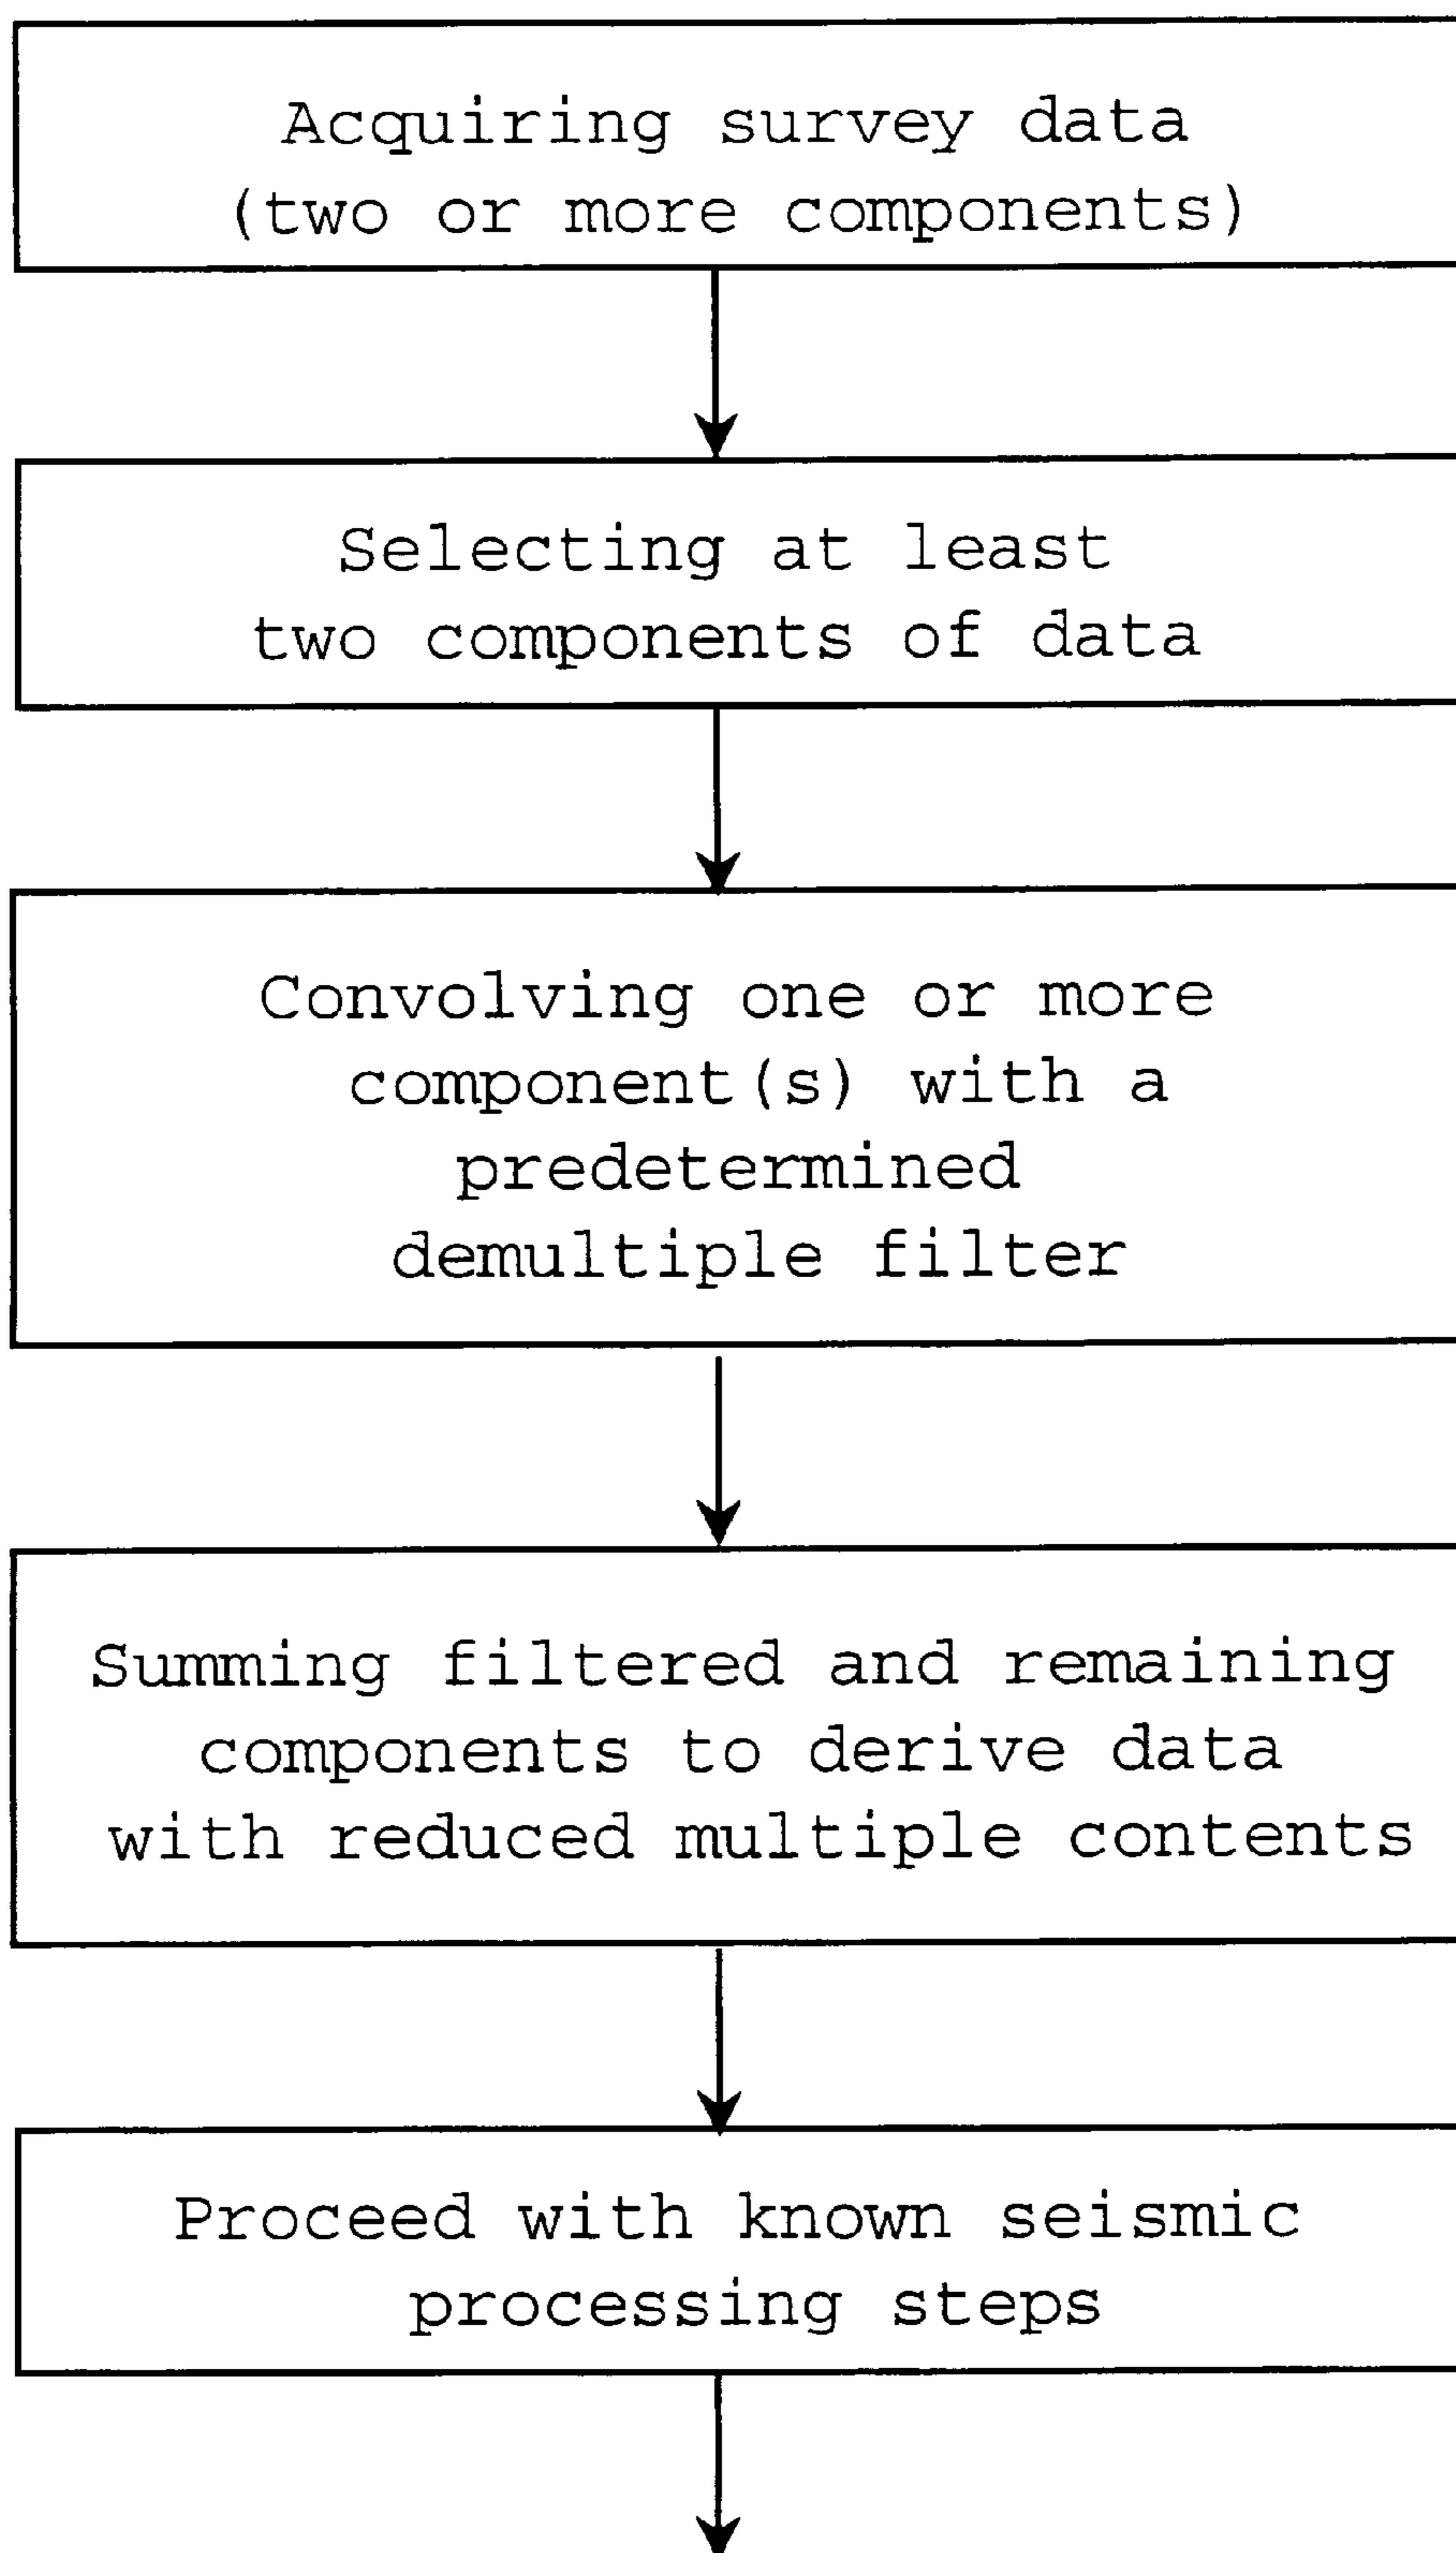 Acquiring survey data
(two or more components)
Selecting at least
two components of data
Convolving one or more
component(s) with a
predetermined
demultiple filter
Summing filtered and remaining
components to derive data
with reduced multiple contents
Proceed with known seismic
processing steps